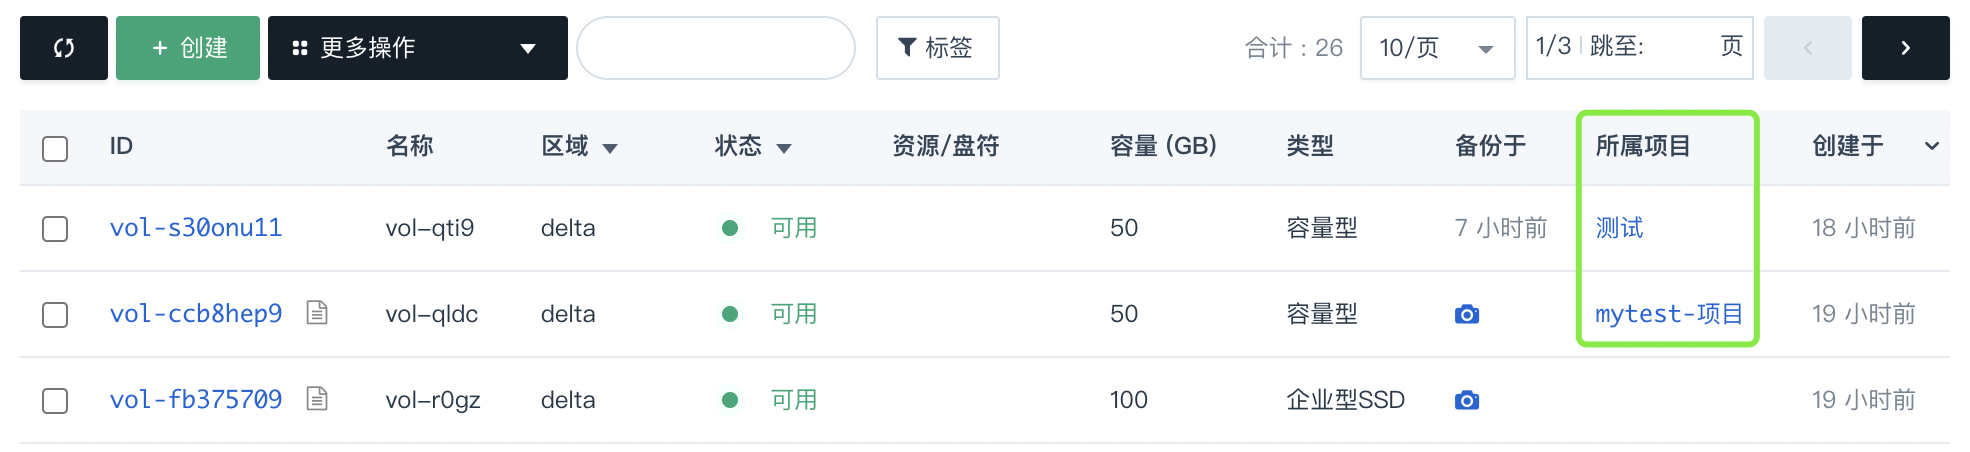 + 创建 更多操作 标签 合计：26 10/页 1/3 跳至: 页
ID 名称 区域 状态 资源/盘符 容量 (GB) 类型 备份于 所属项目 创建于
vol-s30onu11 vol-qti9 delta 可用 50 容量型 7 小时前 测试 18 小时前
vol-ccb8hep9 vol-qldc delta 可用 50 容量型 mytest-项目 19 小时前
vol-fb375709 vol-r0gz delta 可用 100 企业型SSD 19 小时前